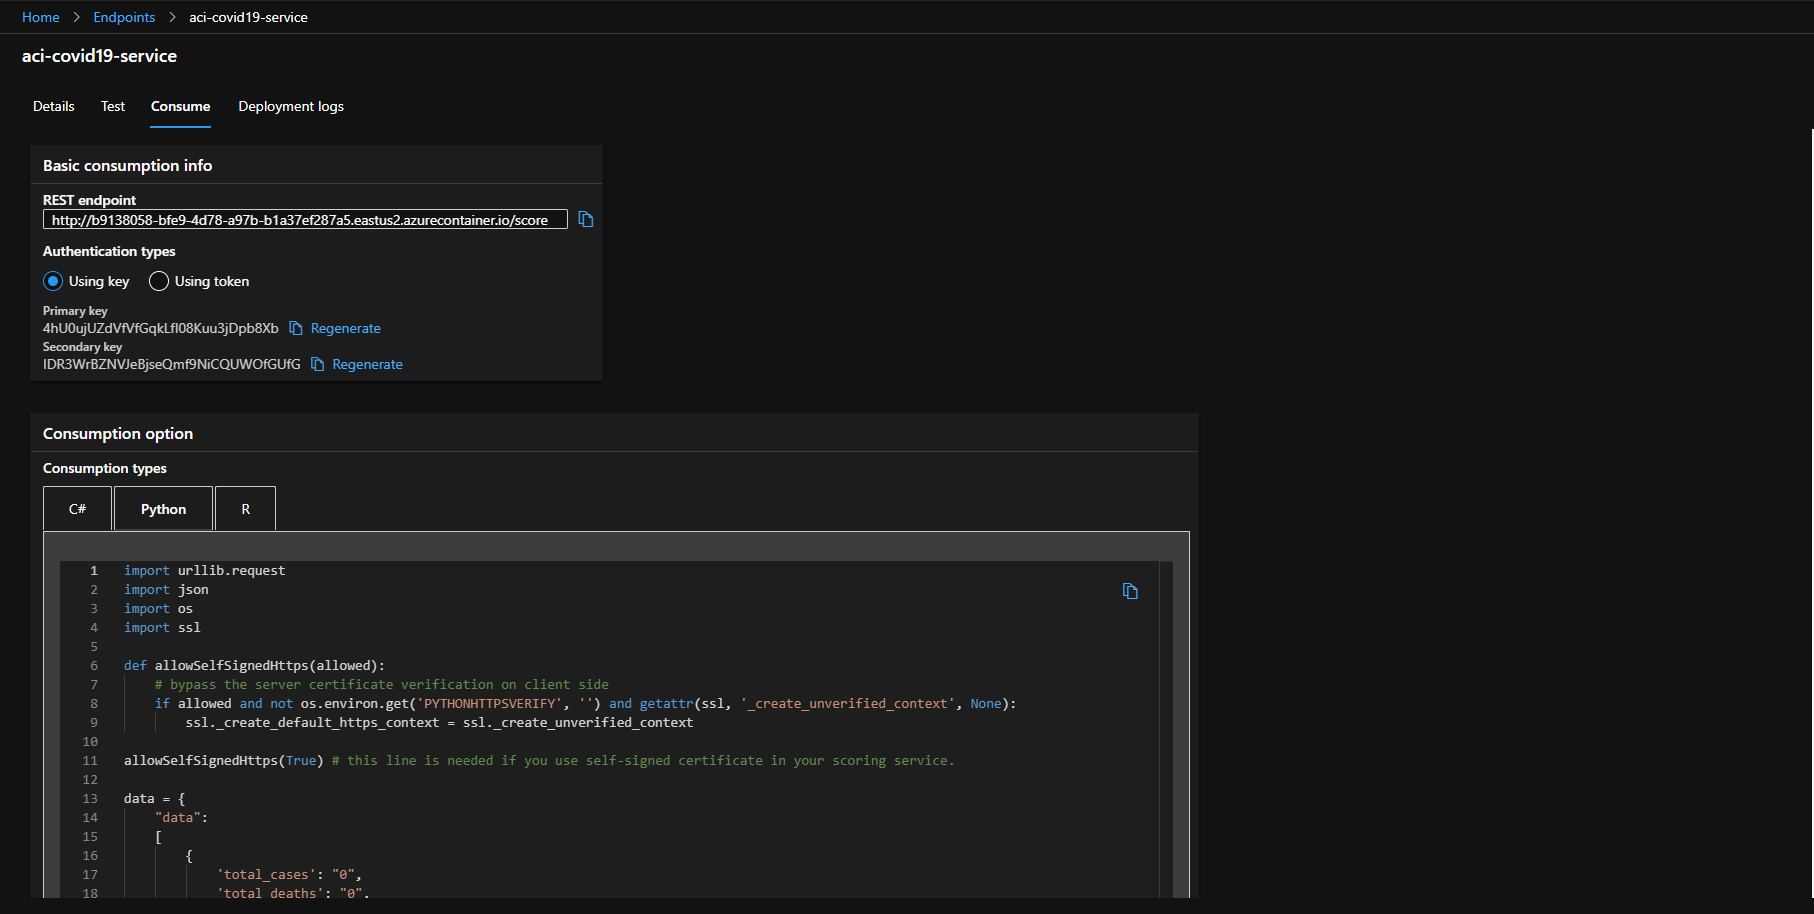 Home > Endpoints > aci-covid19-service
aci-covid19-service
Details Test Consume Deployment logs
Basic consumption info
REST endpoint
http://b9138058-bfe9-4d78-a97b-b1a37ef287a5.eastus2.azurecontainer.io/score
Authentication types
Using key Using token
Primary key
4hU0ujUZdVfVfGqkLfI08Kuu3jDpb8Xb Regenerate
Secondary key
IDR3WrBZNVJeBjseQmf9NiCQUWOfGUfG Regenerate
Consumption option
Consumption types
C# Python R
1 import urllib.request
2 import json
3 import os
4 import ssl
5
6 def allowSelfSignedHttps(allowed):
7 # bypass the server certificate verification on client side
8 if allowed and not os.environ.get('PYTHONHTTPSVERIFY', '') and getattr(ssl, '_create_unverified_context', None):
9 ssl._create_default_https_context = ssl._create_unverified_context
10
11 allowSelfSignedHttps(True) # this line is needed if you use self-signed certificate in your scoring service.
12
13 data = {
14 "data":
15 [
16 {
17 'total_cases': "0",
18 'total_deaths': "0",